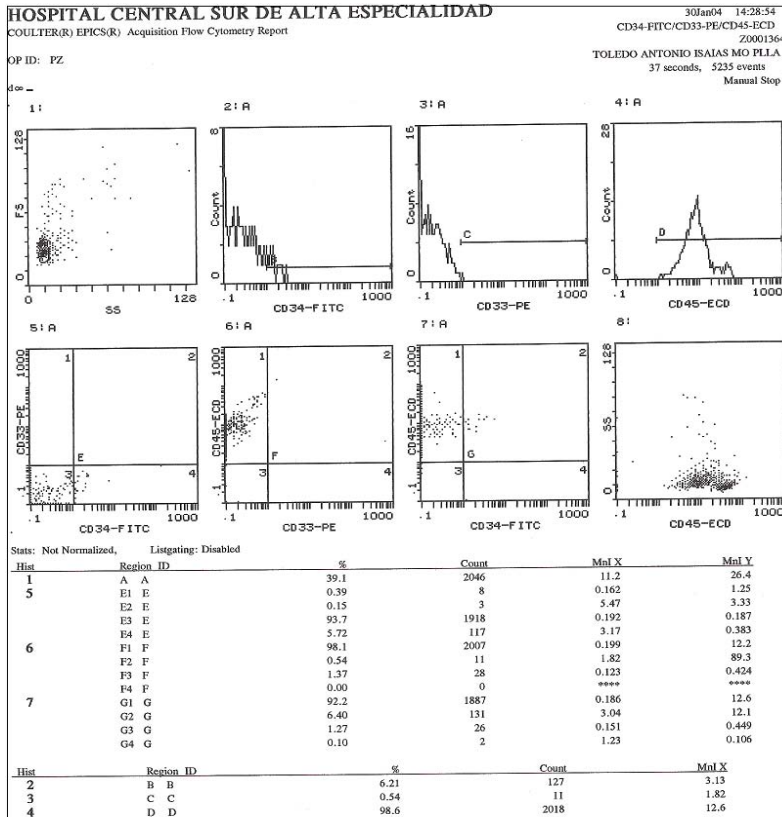 HOSPITAL CENTRAL SUR DE ALTA ESPECIALIDAD
COULTER(R) EPICS(R) Acquisition Flow Cytometry Report
30Jan04 14:28:54
CD34-FITC/CD33-PE/CD45-ECD
Z0001364
OP ID: PZ
TOLEDO ANTONIO ISAIAS MO PLLA
37 seconds, 5235 events
Manual Stop
1: 2:A 3:A 4:A
128 8 16 28
FS Count Count Count
C D
0 0 0 0
0 128 .1 1000 .1 1000 .1 1000
SS CD34-FITC CD33-PE CD45-ECD
5:A 6:A 7:A 8:
1000 1000 1000 128
1 2 1 2 1 2
CD33-PE CD45-ECD CD45-ECD SS
E F G
3 4 3 4 3 4
.1 .1 .1 0
.1 1000 .1 1000 .1 1000 .1 1000
CD34-FITC CD33-PE CD34-FITC CD45-ECD
Stats: Not Normalized, Listgating: Disabled
Hist Region ID % Count MnI X MnI Y
1 A A 39.1 2046 11.2 26.4
5 E1 E 0.39 8 0.162 1.25
E2 E 0.15 3 5.47 3.33
E3 E 93.7 1918 0.192 0.187
E4 E 5.72 117 3.17 0.383
6 F1 F 98.1 2007 0.199 12.2
F2 F 0.54 11 1.82 89.3
F3 F 1.37 28 0.123 0.424
F4 F 0.00 0 **** ****
7 G1 G 92.2 1887 0.186 12.6
G2 G 6.40 131 3.04 12.1
G3 G 1.27 26 0.151 0.449
G4 G 0.10 2 1.23 0.106
Hist Region ID % Count MnI X
2 B B 6.21 127 3.13
3 C C 0.54 11 1.82
4 D D 98.6 2018 12.6